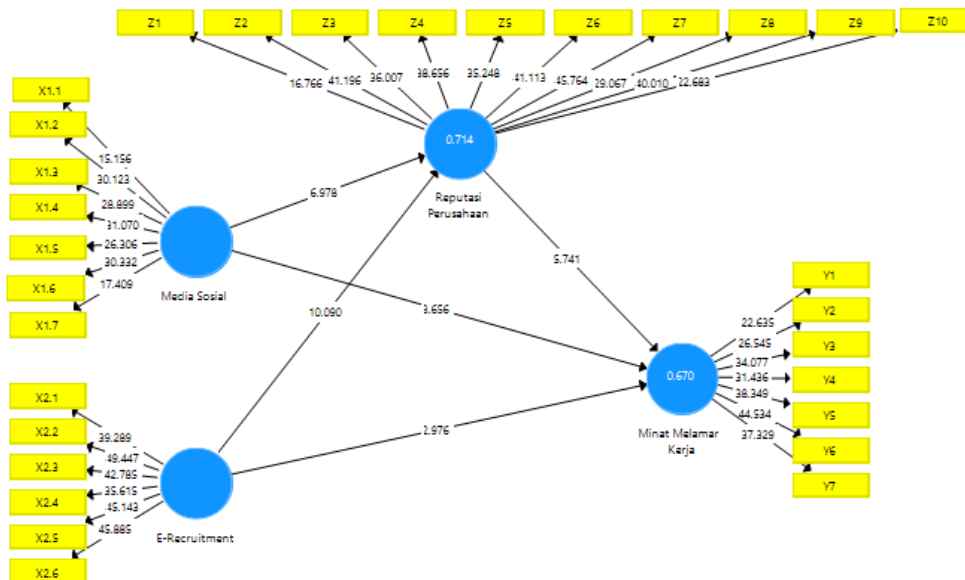 Z1
Z2
Z3
Z4
Z5
Z6
Z7
Z8
Z9
Z10
16.766
41.196
36.007
38.656
35.248
41.113
45.764
29.067
40.010
22.683
X1.1
X1.2
X1.3
X1.4
X1.5
X1.6
X1.7
15.156
30.123
28.899
31.070
26.306
30.332
17.409
Media Sosial
6.978
0.714
Reputasi
Perusahaan
10.090
3.656
5.741
2.976
X2.1
X2.2
X2.3
X2.4
X2.5
X2.6
39.289
49.447
42.785
35.615
45.143
45.885
E-Recruitment
0.670
Minat Melamar
Kerja
22.635
26.545
34.077
31.436
38.349
44.534
37.329
Y1
Y2
Y3
Y4
Y5
Y6
Y7